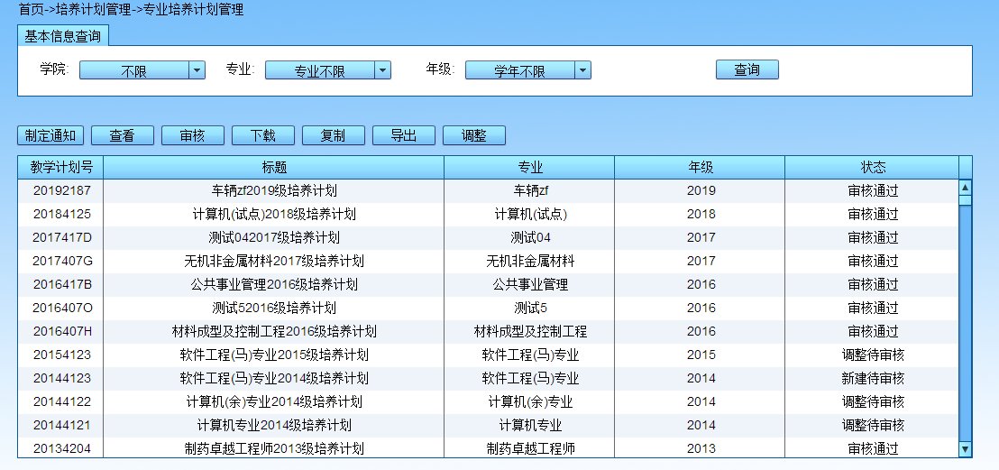 首页->培养计划管理->专业培养计划管理
基本信息查询
学院: 不限 专业: 专业不限 年级: 学年不限 查询
制定通知 查看 审核 下载 复制 导出 调整
教学计划号 标题 专业 年级 状态
20192187 车辆zf2019级培养计划 车辆zf 2019 审核通过
20184125 计算机(试点)2018级培养计划 计算机(试点) 2018 审核通过
2017417D 测试042017级培养计划 测试04 2017 审核通过
2017407G 无机非金属材料2017级培养计划 无机非金属材料 2017 审核通过
2016417B 公共事业管理2016级培养计划 公共事业管理 2016 审核通过
2016407O 测试52016级培养计划 测试5 2016 审核通过
2016407H 材料成型及控制工程2016级培养计划 材料成型及控制工程 2016 审核通过
20154123 软件工程(马)专业2015级培养计划 软件工程(马)专业 2015 调整待审核
20144123 软件工程(马)专业2014级培养计划 软件工程(马)专业 2014 新建待审核
20144122 计算机(余)专业2014级培养计划 计算机(余)专业 2014 调整待审核
20144121 计算机专业2014级培养计划 计算机专业 2014 调整待审核
20134204 制药卓越工程师2013级培养计划 制药卓越工程师 2013 审核通过